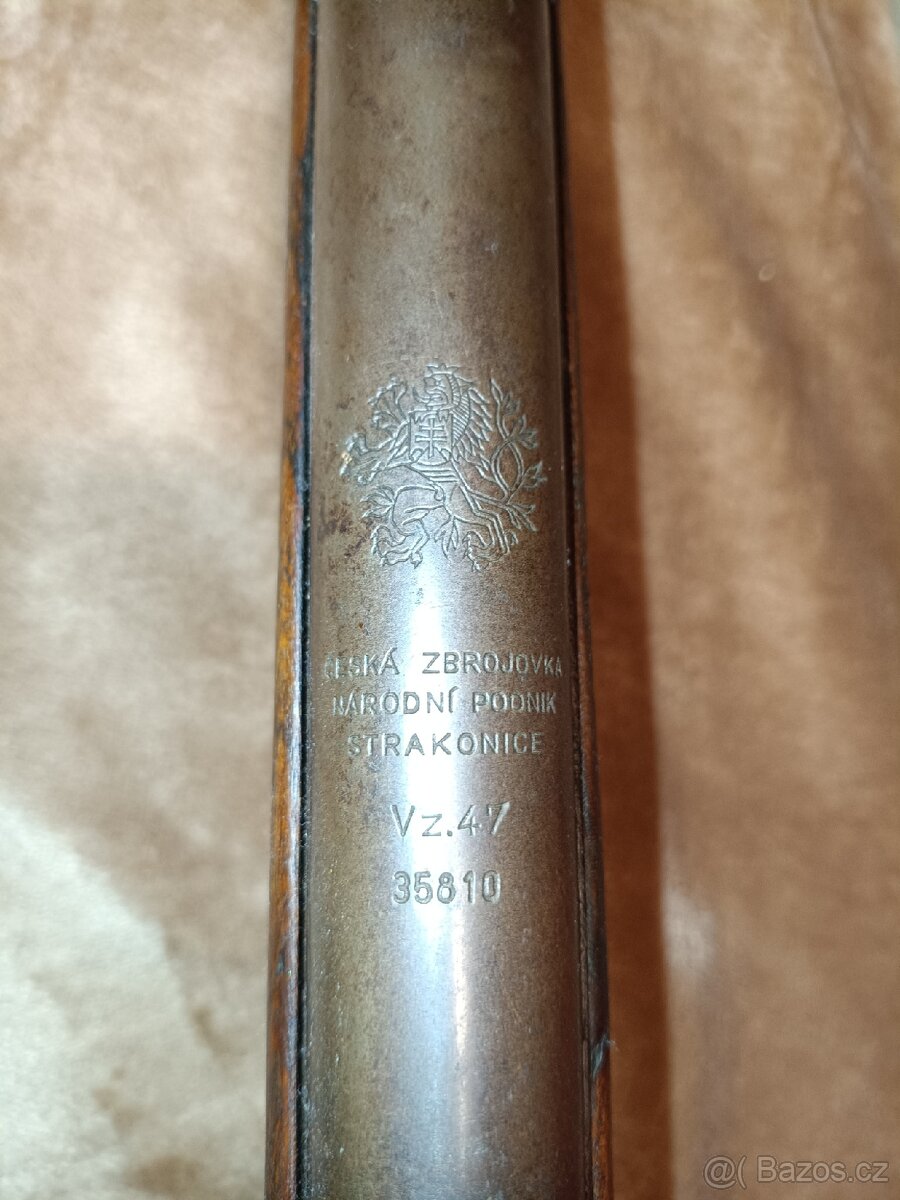 ČESKÁ ZBROJOVKA
NÁRODNÍ PODNIK
STRAKONICE
Vz.47
35810
@( Bazos.cz